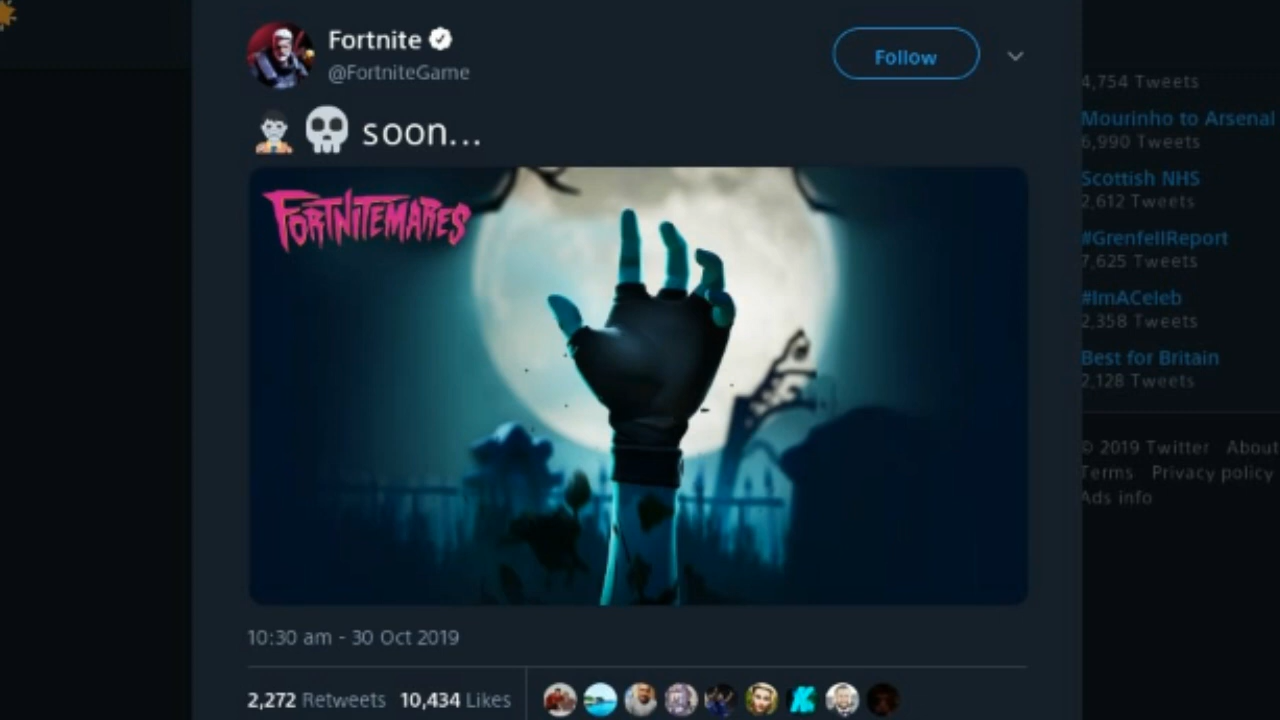 Fortnite
@FortniteGame
Follow
soon...
FORTNITEMARES
10:30 am - 30 Oct 2019
2,272 Retweets 10,434 Likes
4,754 Tweets
Mourinho to Arsenal
6,990 Tweets
Scottish NHS
2,612 Tweets
#GrenfellReport
7,625 Tweets
#ImACeleb
2,358 Tweets
Best for Britain
2,128 Tweets
© 2019 Twitter About
Terms Privacy policy
Ads info